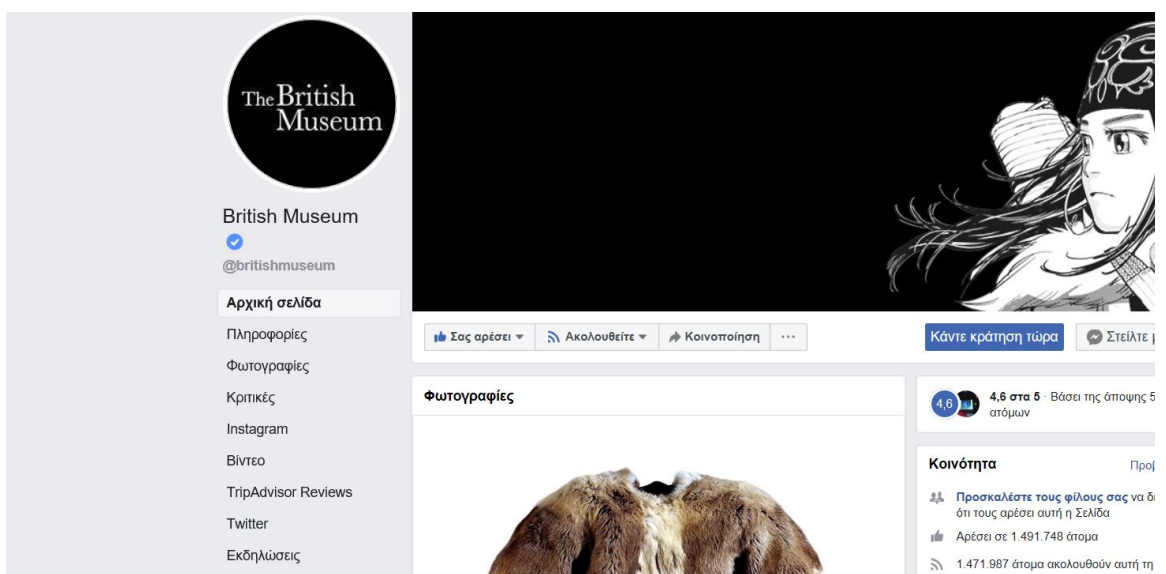 The British
Museum
British Museum
@britishmuseum
Αρχική σελίδα
Πληροφορίες
Φωτογραφίες
Κριτικές
Instagram
Βίντεο
TripAdvisor Reviews
Twitter
Εκδηλώσεις
Σας αρέσει
Ακολουθείτε
Κοινοποίηση
Κάντε κράτηση τώρα
Στείλτε μ
Φωτογραφίες
4,6
4,6 στα 5 · Βάσει της άποψης 5
ατόμων
Κοινότητα
Προβ
Προσκαλέστε τους φίλους σας να δη
ότι τους αρέσει αυτή η Σελίδα
Αρέσει σε 1.491.748 άτομα
1.471.987 άτομα ακολουθούν αυτή τη